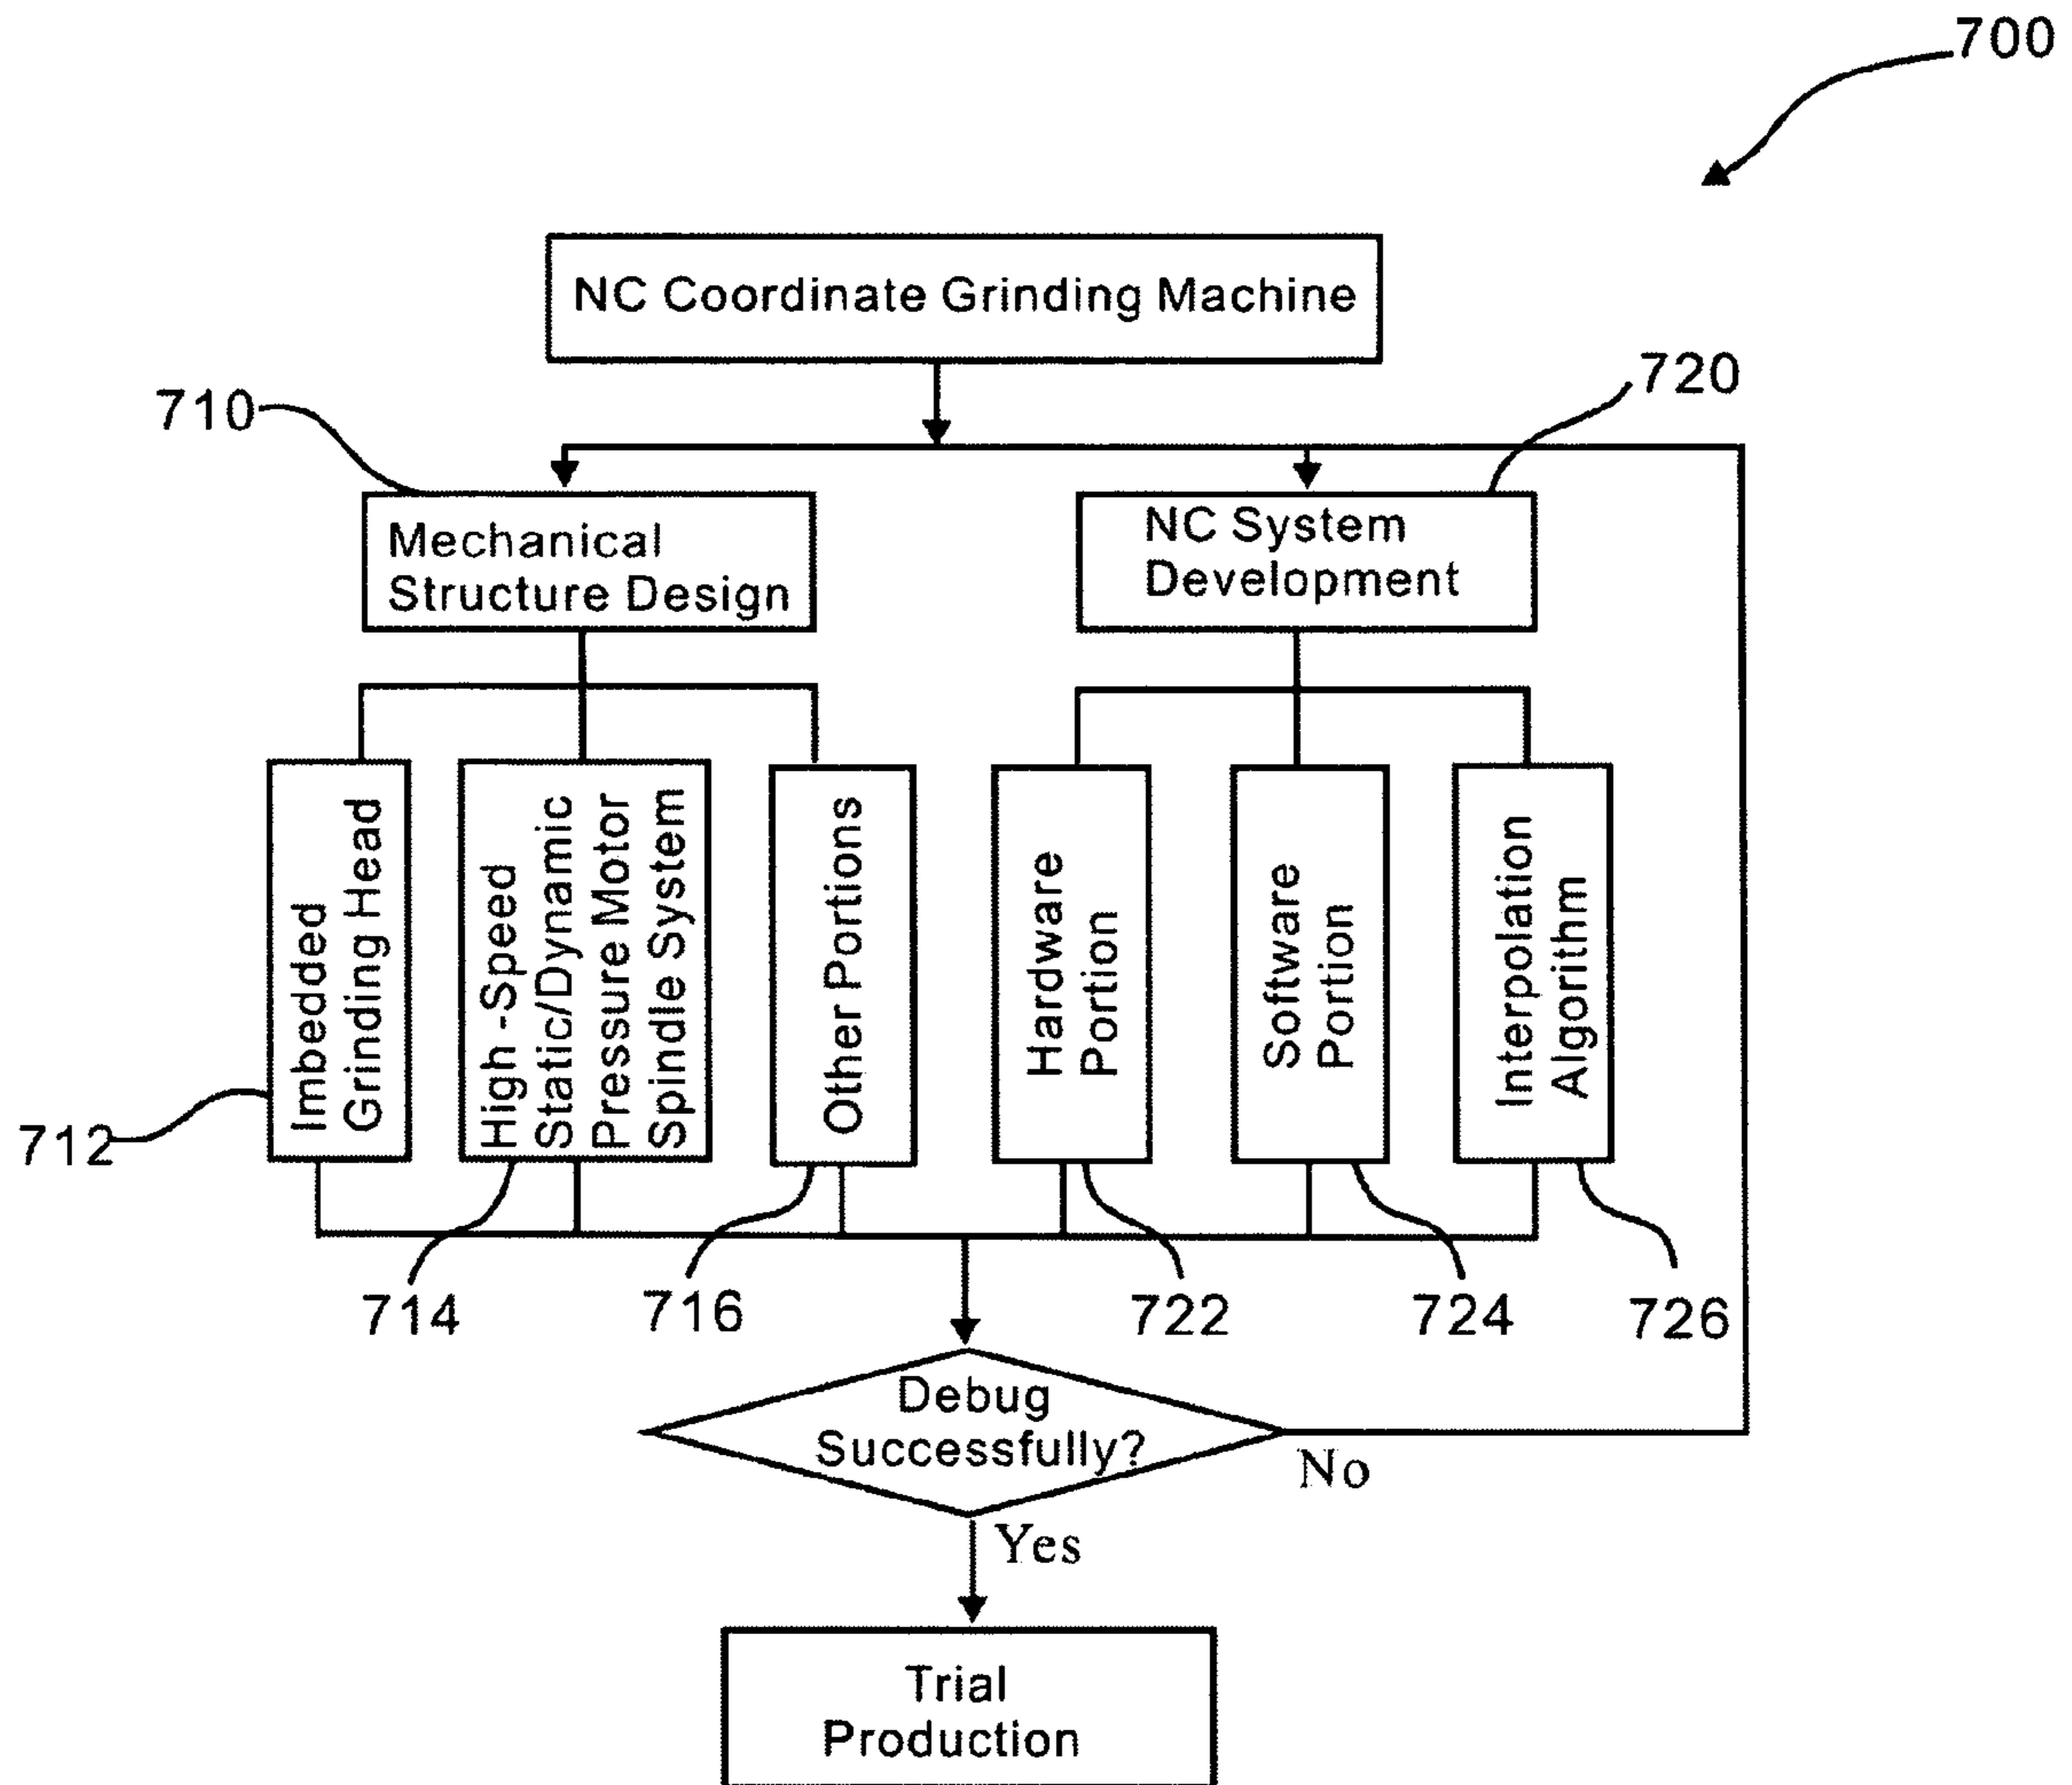 700
NC Coordinate Grinding Machine
710
720
Mechanical
Structure Design
NC System
Development
Imbedded
Grinding Head
High -Speed
Static/Dynamic
Pressure Motor
Spindle System
Other Portions
Hardware
Portion
Software
Portion
Interpolation
Algorithm
712
714
716
722
724
726
Debug
Successfully?
No
Yes
Trial
Production